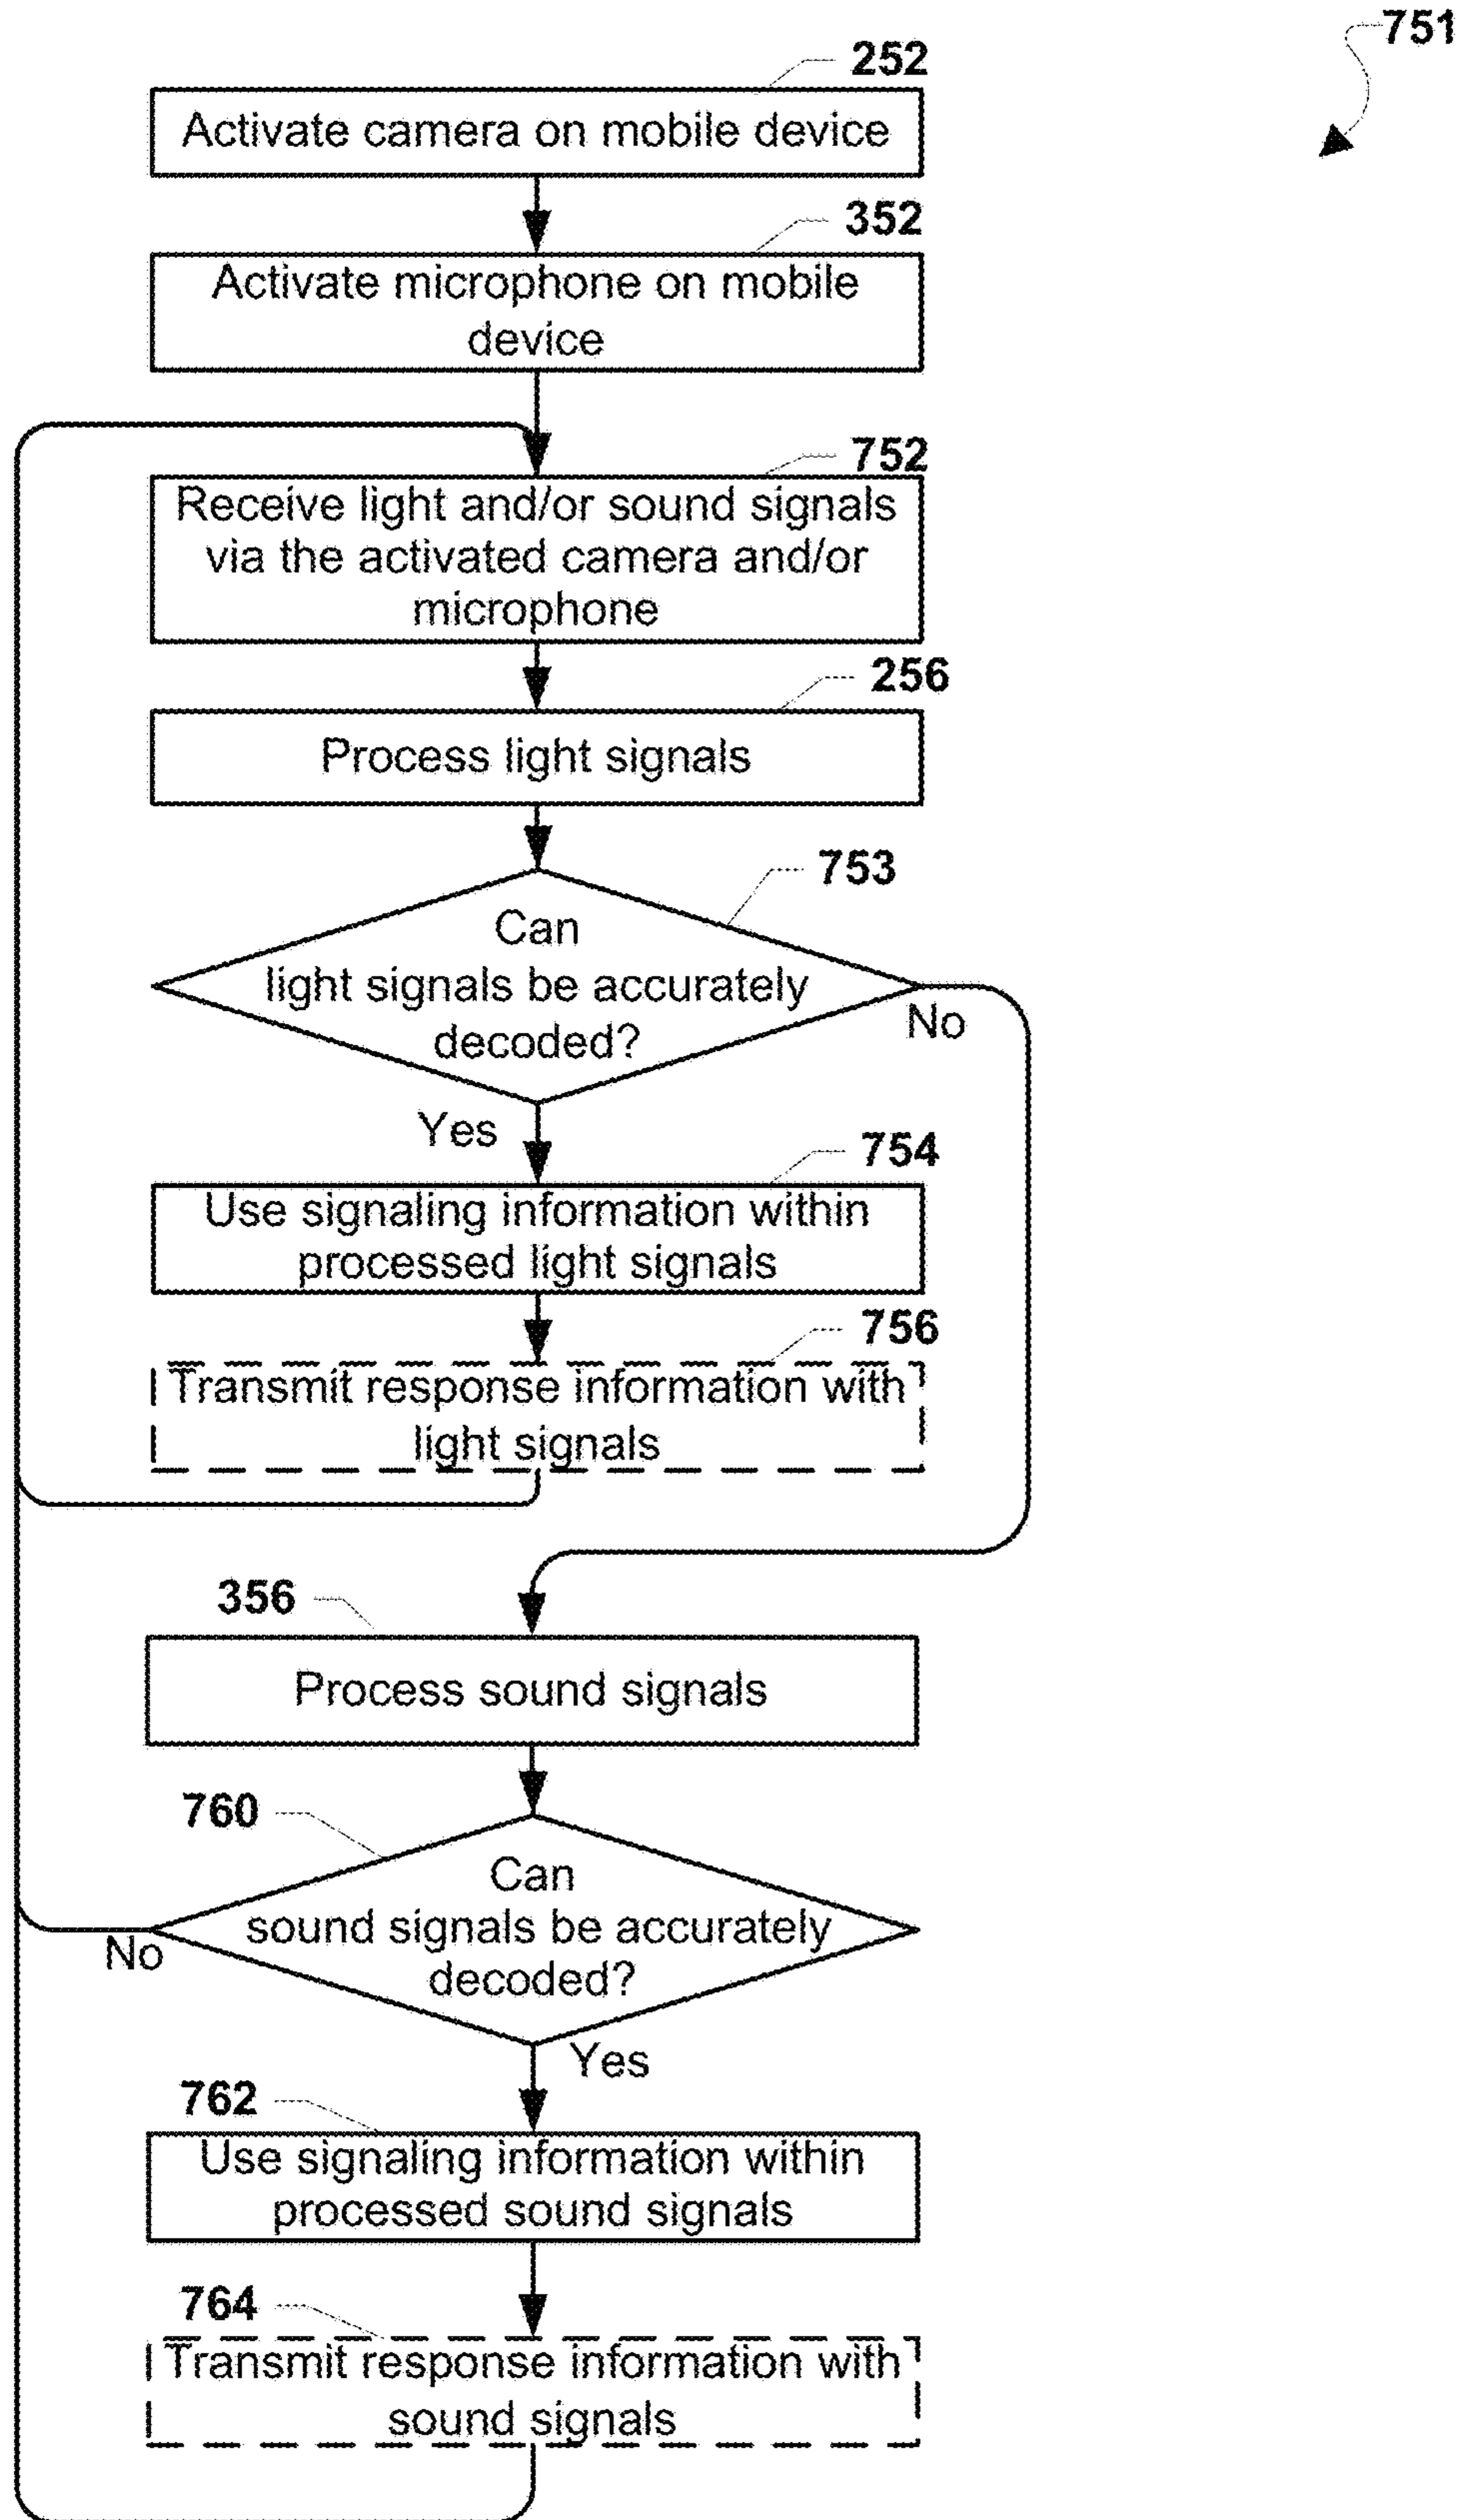 751
252
Activate camera on mobile device
352
Activate microphone on mobile
device
752
Receive light and/or sound signals
via the activated camera and/or
microphone
256
Process light signals
753
Can
light signals be accurately
decoded?
No
Yes
754
Use signaling information within
processed light signals
756
Transmit response information with
light signals
356
Process sound signals
760
Can
sound signals be accurately
decoded?
No
Yes
762
Use signaling information within
processed sound signals
764
Transmit response information with
sound signals